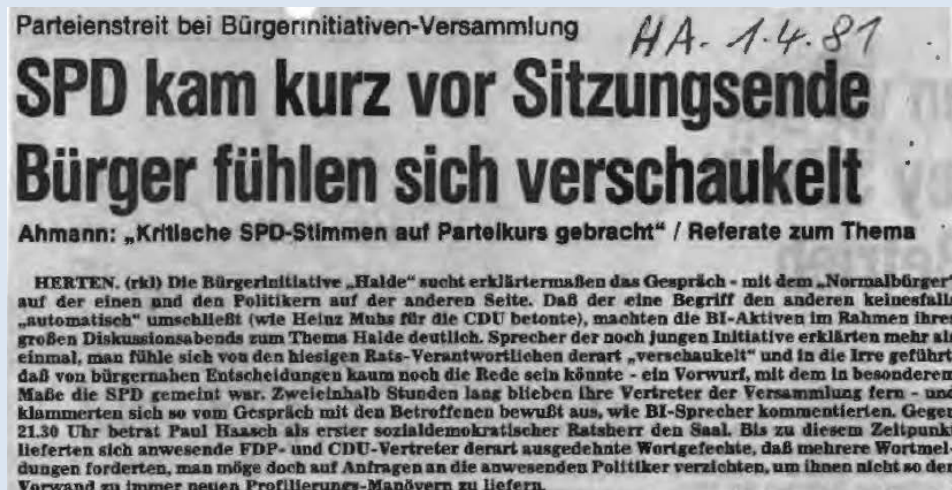 Parteienstreit bei Bürgerinitiativen-Versammlung
HA. 1.4.81
SPD kam kurz vor Sitzungsende
Bürger fühlen sich verschaukelt
Ahmann: „Kritische SPD-Stimmen auf Parteikurs gebracht“ / Referate zum Thema
HERTEN. (rkl) Die Bürgerinitiative „Halde“ sucht erklärtermaßen das Gespräch - mit dem „Normalbürger“
auf der einen und den Politikern auf der anderen Seite. Daß der eine Begriff den anderen keinesfall
„automatisch“ umschließt (wie Heinz Muhs für die CDU betonte), machten die BI-Aktiven im Rahmen ihres
großen Diskussionsabends zum Thema Halde deutlich. Sprecher der noch jungen Initiative erklärten mehr als
einmal, man fühle sich von den hiesigen Rats-Verantwortlichen derart „verschaukelt“ und in die Irre geführt
daß von bürgernahen Entscheidungen kaum noch die Rede sein könnte - ein Vorwurf, mit dem in besonderem
Maße die SPD gemeint war. Zweieinhalb Stunden lang blieben ihre Vertreter der Versammlung fern - und
klammerten sich so vom Gespräch mit den Betroffenen bewußt aus, wie BI-Sprecher kommentierten. Gegen
21.30 Uhr betrat Paul Haasch als erster sozialdemokratischer Ratsherr den Saal. Bis zu diesem Zeitpunkt
lieferten sich anwesende FDP- und CDU-Vertreter derart ausgedehnte Wortgefechte, daß mehrere Wortmel-
dungen forderten, man möge doch auf Anfragen an die anwesenden Politiker verzichten, um ihnen nicht so den
Vorwand zu immer neuen Profilierungs-Manövern zu liefern.